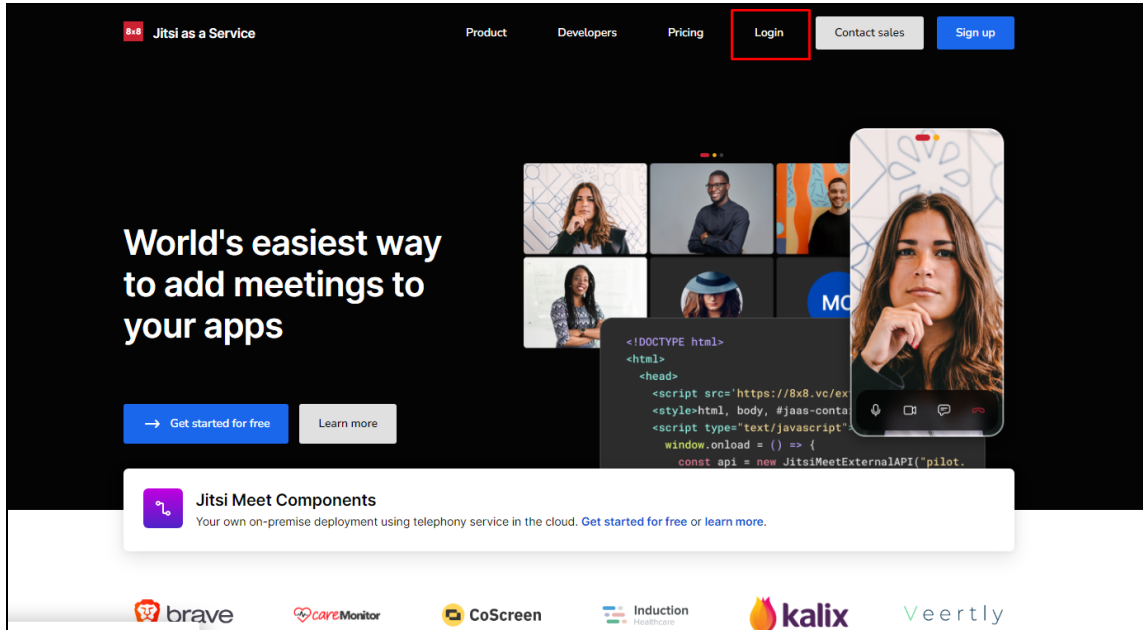 8x8 Jitsi as a Service Product Developers Pricing Login Contact sales Sign up
World's easiest way
to add meetings to
your apps
Get started for free Learn more
MC
<!DOCTYPE html>
<html>
<head>
<script src='https://8x8.vc/ex
<style>html, body, #jaas-conta
<script type="text/javascript">
window.onload = () => {
const api = new JitsiMeetExternalAPI("pilot.
Jitsi Meet Components
Your own on-premise deployment using telephony service in the cloud. Get started for free or learn more.
brave careMonitor CoScreen Induction kalix Veertly
Healthcare